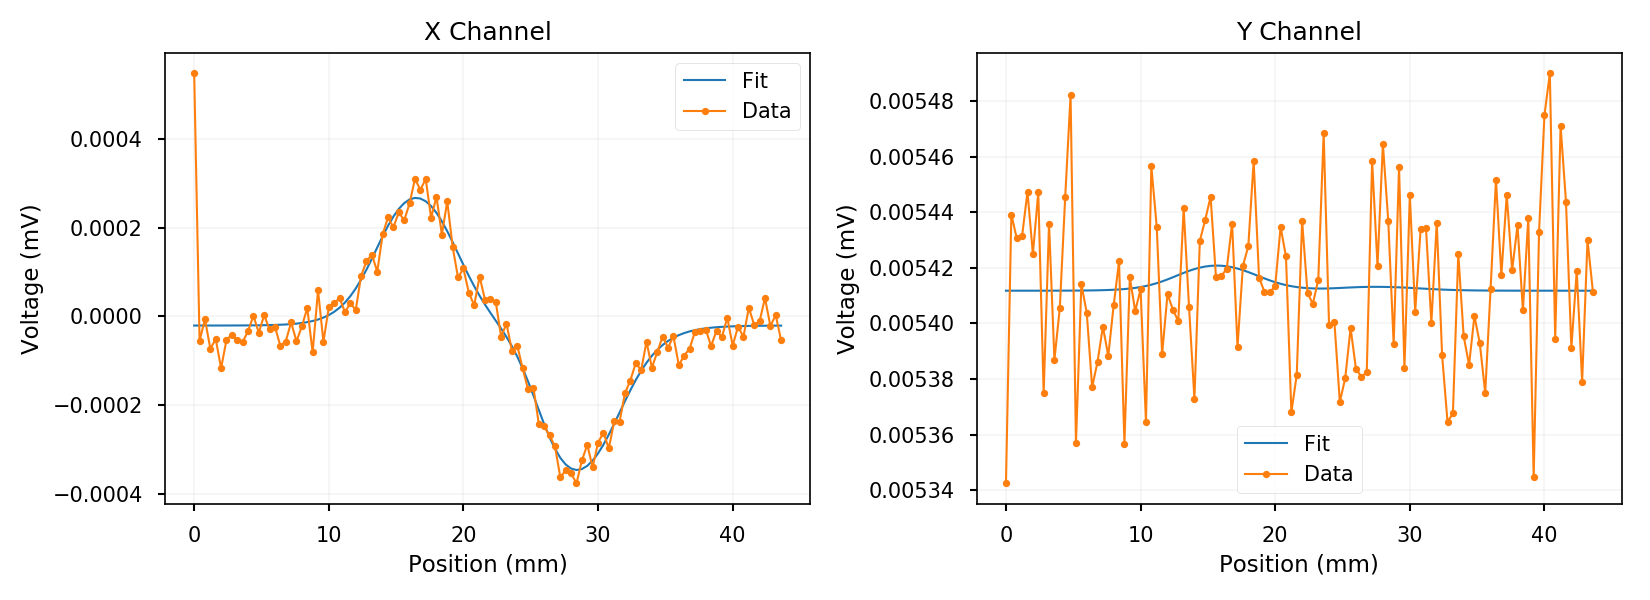 X Channel
Voltage (mV)
0.0004
0.0002
0.0000
−0.0002
−0.0004
0
10
20
30
40
Position (mm)
Fit
Data
Y Channel
Voltage (mV)
0.00548
0.00546
0.00544
0.00542
0.00540
0.00538
0.00536
0.00534
0
10
20
30
40
Position (mm)
Fit
Data